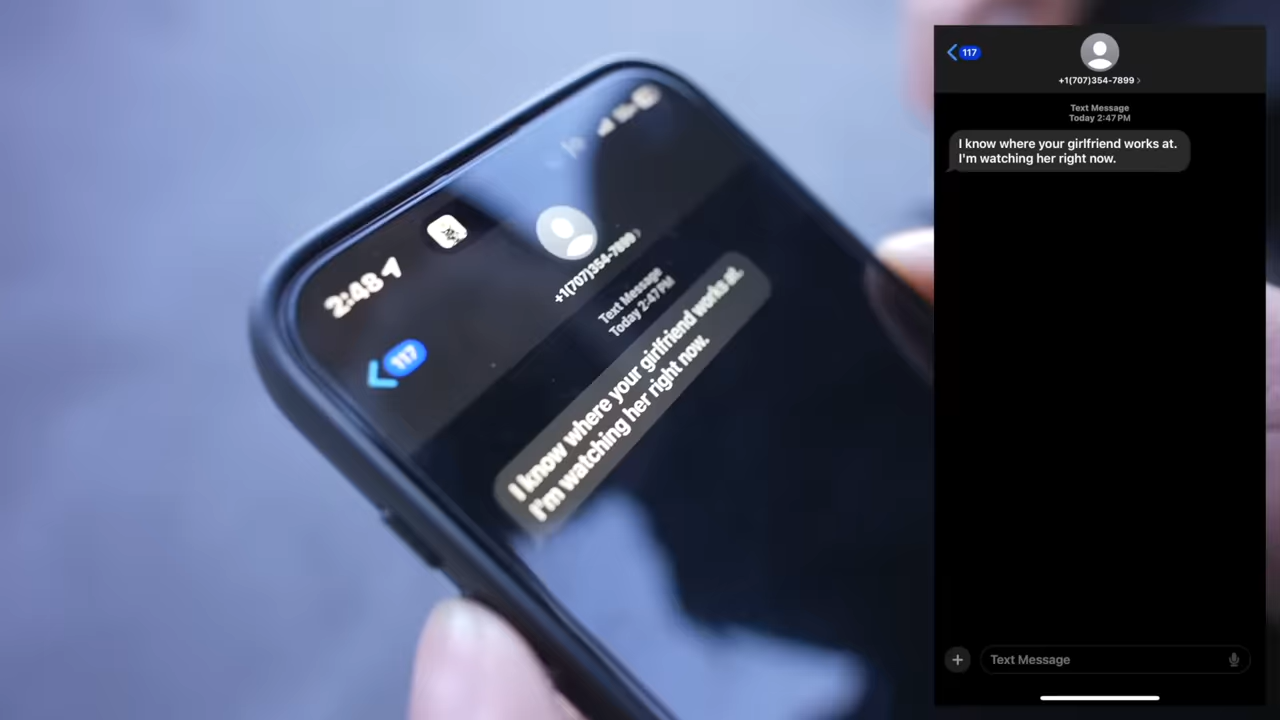 2:48
117
+1(707)354-7899
Text Message
Today 2:47 PM
I know where your girlfriend works at.
I'm watching her right now.
117
+1(707)354-7899
Text Message
Today 2:47 PM
I know where your girlfriend works at.
I'm watching her right now.
Text Message